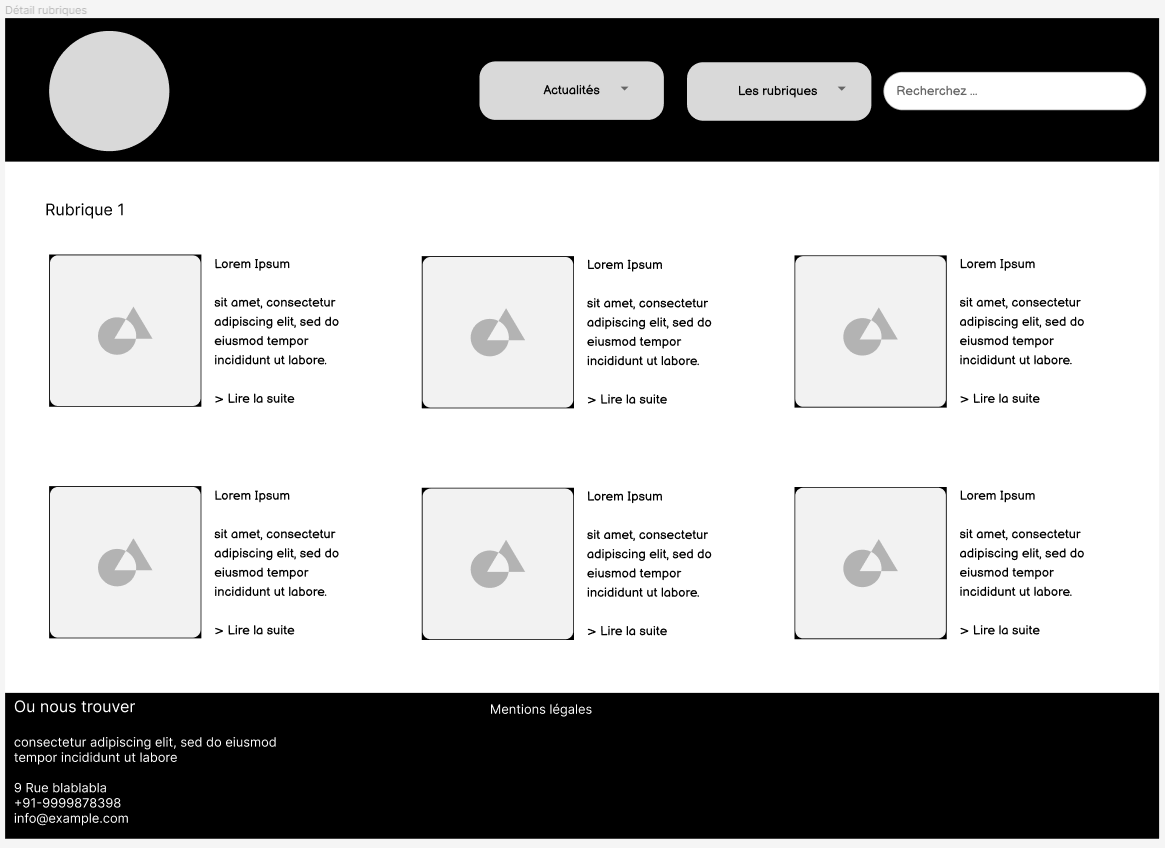 Détail rubriques
Actualités
Les rubriques
Recherchez ...
Rubrique 1
Lorem Ipsum
sit amet, consectetur
adipiscing elit, sed do
eiusmod tempor
incididunt ut labore.
> Lire la suite
Lorem Ipsum
sit amet, consectetur
adipiscing elit, sed do
eiusmod tempor
incididunt ut labore.
> Lire la suite
Lorem Ipsum
sit amet, consectetur
adipiscing elit, sed do
eiusmod tempor
incididunt ut labore.
> Lire la suite
Lorem Ipsum
sit amet, consectetur
adipiscing elit, sed do
eiusmod tempor
incididunt ut labore.
> Lire la suite
Lorem Ipsum
sit amet, consectetur
adipiscing elit, sed do
eiusmod tempor
incididunt ut labore.
> Lire la suite
Lorem Ipsum
sit amet, consectetur
adipiscing elit, sed do
eiusmod tempor
incididunt ut labore.
> Lire la suite
Ou nous trouver
consectetur adipiscing elit, sed do eiusmod
tempor incididunt ut labore
9 Rue blablabla
+91-9999878398
info@example.com
Mentions légales